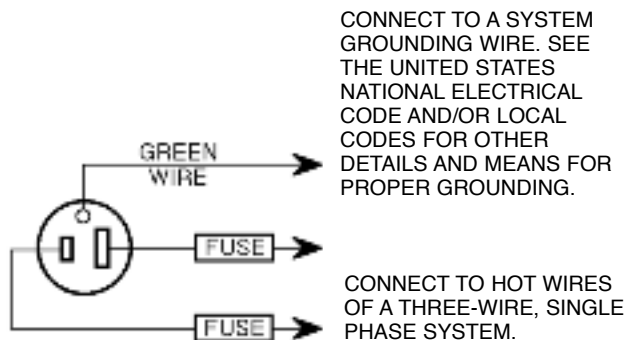 CONNECT TO A SYSTEM
GROUNDING WIRE. SEE
THE UNITED STATES
NATIONAL ELECTRICAL
CODE AND/OR LOCAL
CODES FOR OTHER
DETAILS AND MEANS FOR
PROPER GROUNDING.
GREEN
WIRE
FUSE
CONNECT TO HOT WIRES
OF A THREE-WIRE, SINGLE
PHASE SYSTEM.
FUSE